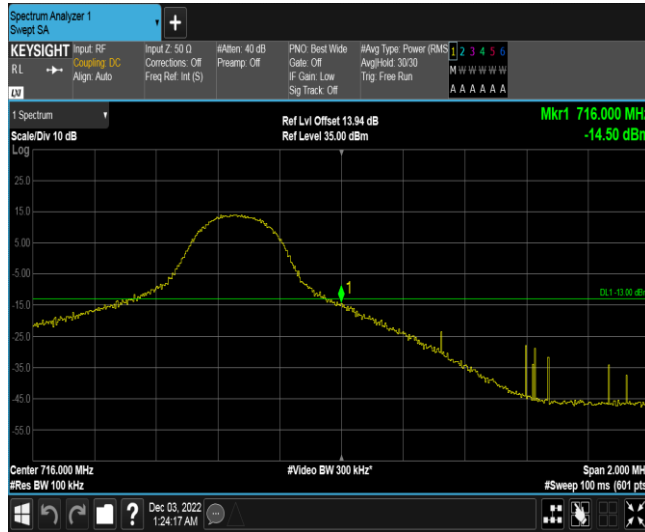 Spectrum Analyzer 1
Swept SA
+
KEYSIGHT Input: RF Input Z: 50 Ω #Atten: 40 dB PNO: Best Wide #Avg Type: Power (RMS 1 2 3 4 5 6
RL Coupling: DC Corrections: Off Preamp: Off Gate: Off Avg|Hold: 30/30 M W W W W W
Align: Auto Freq Ref: Int (S) IF Gain: Low Trig: Free Run
LXI Sig Track: Off A A A A A A
1 Spectrum Ref Lvl Offset 13.94 dB Mkr1 716.000 MHz
Scale/Div 10 dB Ref Level 35.00 dBm -14.50 dBm
Log
25.0
15.0
5.00
-5.00
1
DL1 -13.00 dBm
-15.0
-25.0
-35.0
-45.0
-55.0
Center 716.000 MHz #Video BW 300 kHz* Span 2.000 MHz
#Res BW 100 kHz #Sweep 100 ms (601 pts
? Dec 03, 2022
1:24:17 AM